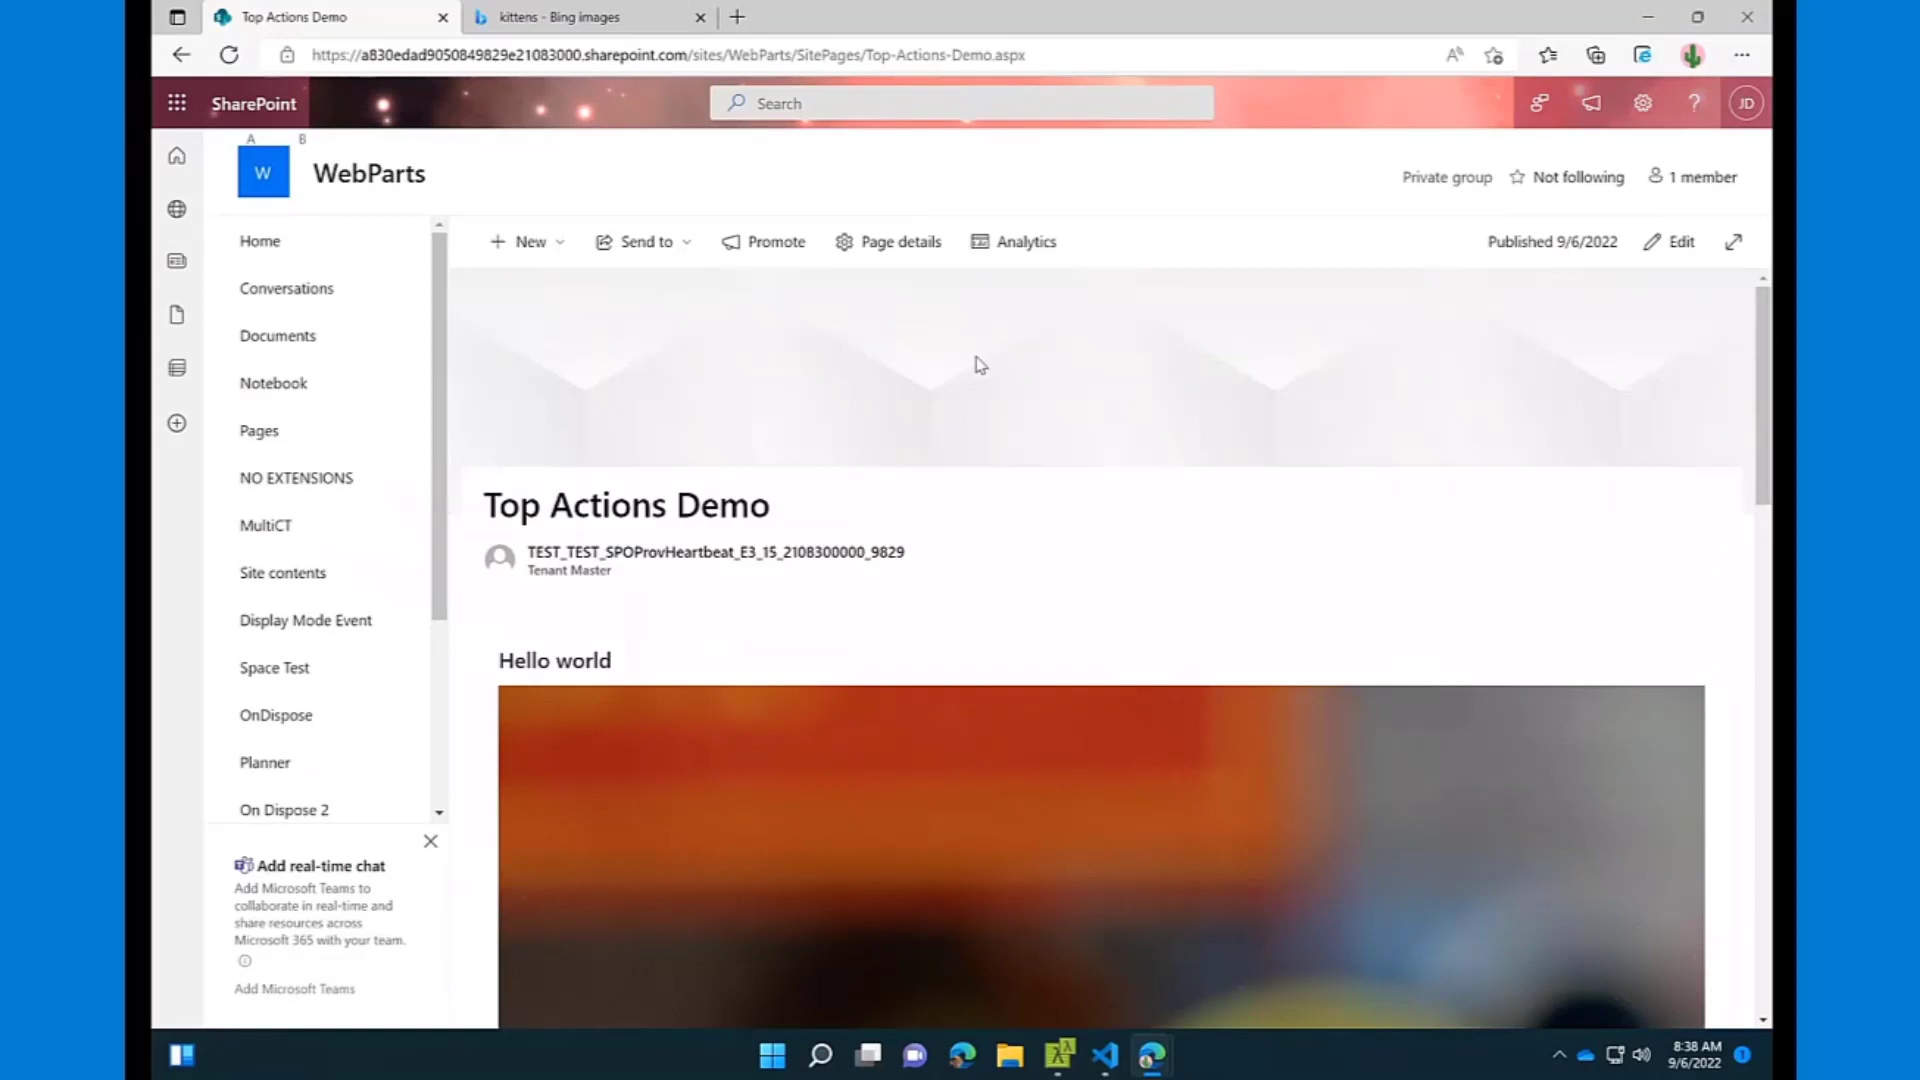 Top Actions Demo
kittens - Bing images
https://a830edad9050849829e21083000.sharepoint.com/sites/WebParts/SitePages/Top-Actions-Demo.aspx
SharePoint
Search
JD
A B
W
WebParts
Private group
Not following
1 member
Home
Conversations
Documents
Notebook
Pages
NO EXTENSIONS
MultiCT
Site contents
Display Mode Event
Space Test
OnDispose
Planner
On Dispose 2
New
Send to
Promote
Page details
Analytics
Published 9/6/2022
Edit
Top Actions Demo
TEST_TEST_SPOProvHeartbeat_E3_15_2108300000_9829
Tenant Master
Hello world
Add real-time chat
Add Microsoft Teams to
collaborate in real-time and
share resources across
Microsoft 365 with your team.
Add Microsoft Teams
8:38 AM
9/6/2022
1